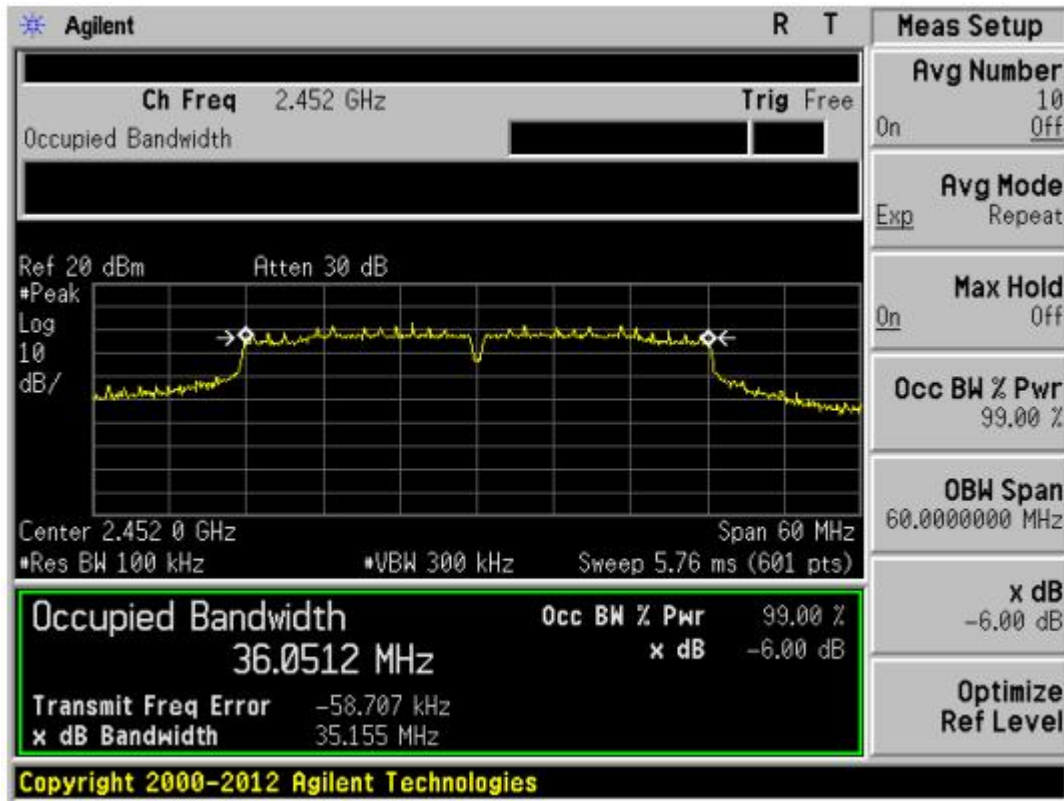 Agilent R T
Ch Freq 2.452 GHz Trig Free
Occupied Bandwidth
Ref 20 dBm Atten 30 dB
#Peak
Log
10
dB/
Center 2.452 0 GHz Span 60 MHz
#Res BW 100 kHz #VBW 300 kHz Sweep 5.76 ms (601 pts)
Occupied Bandwidth Occ BW % Pwr 99.00 %
36.0512 MHz x dB -6.00 dB
Transmit Freq Error -58.707 kHz
x dB Bandwidth 35.155 MHz
Copyright 2000-2012 Agilent Technologies
Meas Setup
Avg Number
10
On Off
Avg Mode
Exp Repeat
Max Hold
On Off
Occ BW % Pwr
99.00 %
OBW Span
60.0000000 MHz
x dB
-6.00 dB
Optimize
Ref Level